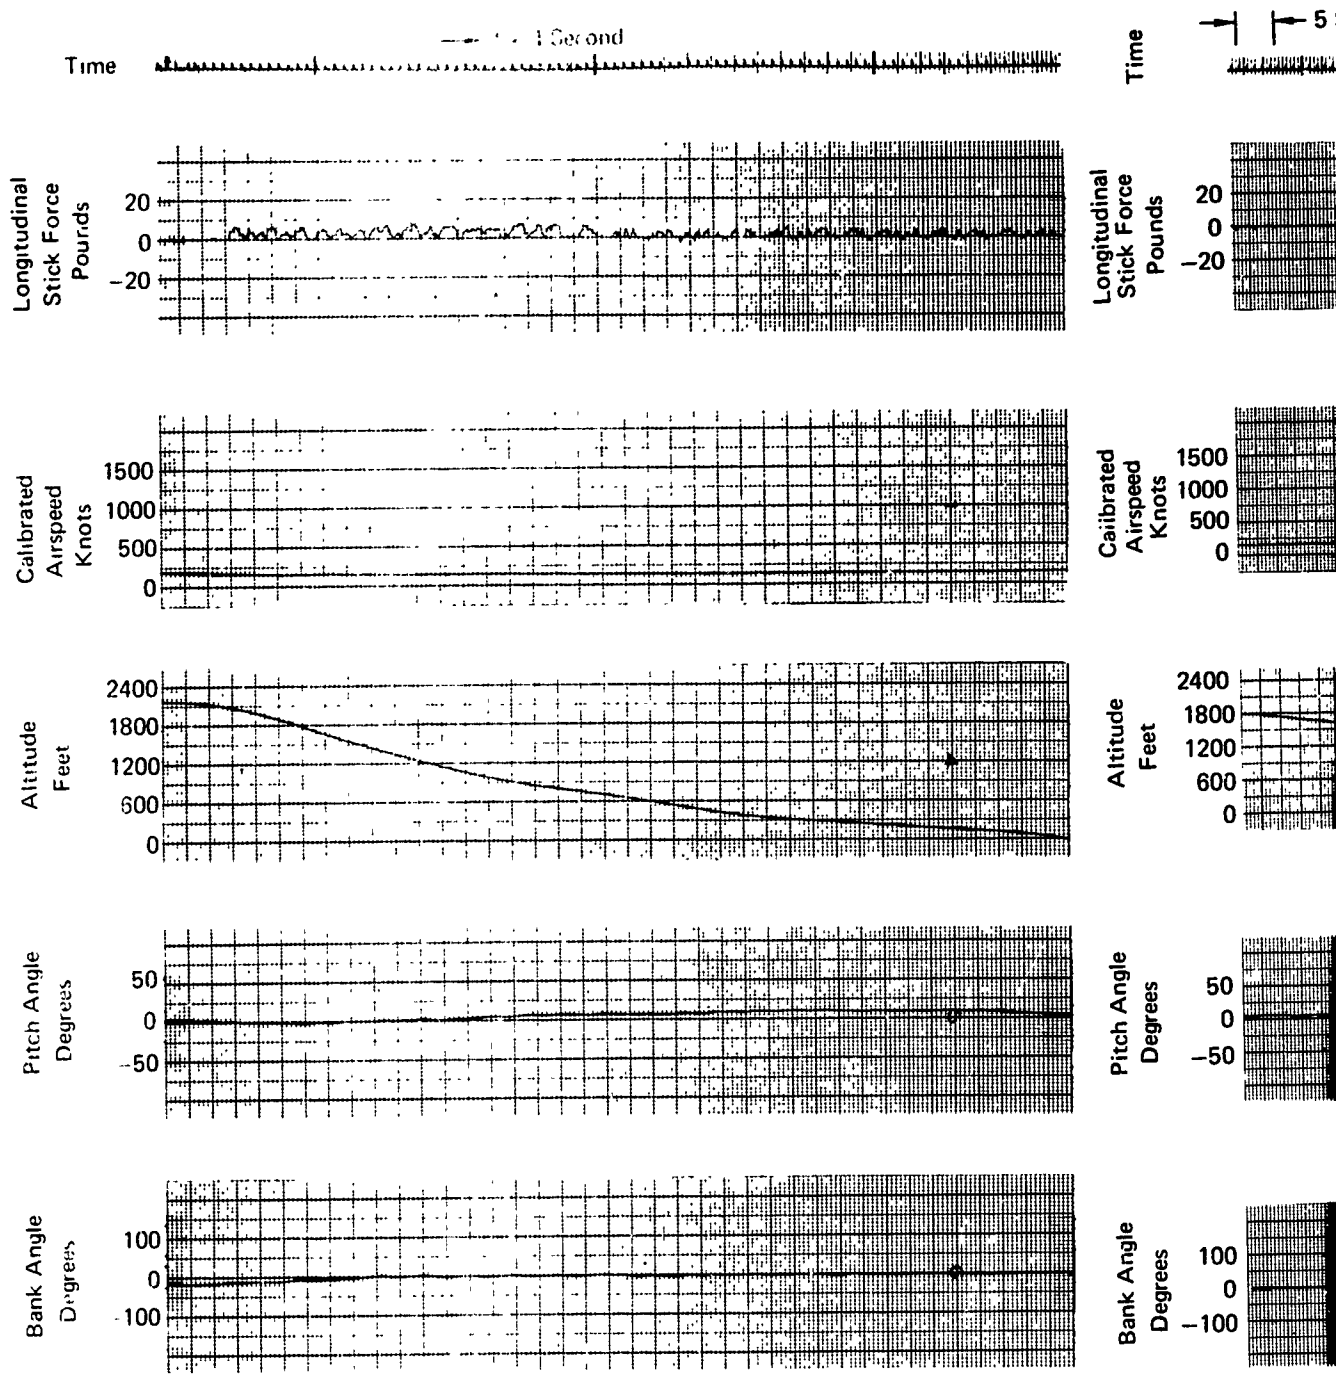 1 Second
Time
Longitudinal
Stick Force
Pounds
20
0
−20
Calibrated
Airspeed
Knots
1500
1000
500
0
Altitude
Feet
2400
1800
1200
600
0
Pitch Angle
Degrees
50
0
−50
Bank Angle
Degrees
100
0
100
5
Time
Longitudinal
Stick Force
Pounds
20
0
−20
Calibrated
Airspeed
Knots
1500
1000
500
0
Altitude
Feet
2400
1800
1200
600
0
Pitch Angle
Degrees
50
0
−50
Bank Angle
Degrees
100
0
−100